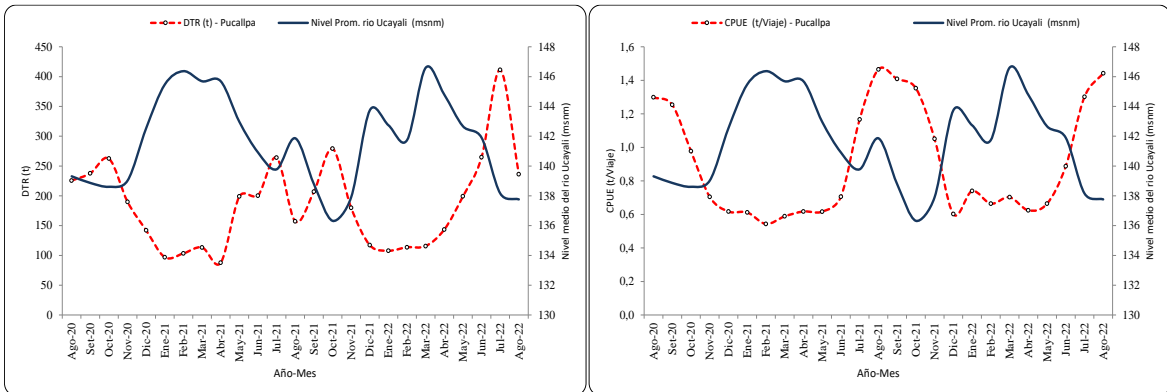 DTR (t) - Pucallpa
Nivel Prom. rio Ucayali (msnm)
450
400
350
300
250
200
150
100
50
0
DTR (t)
148
146
144
142
140
138
136
134
132
130
Nivel medio del rio Ucayali (msnm)
Ago-20
Set-20
Oct-20
Nov-20
Dic-20
Ene-21
Feb-21
Mar-21
Abr-21
May-21
Jun-21
Jul-21
Ago-21
Set-21
Oct-21
Nov-21
Dic-21
Ene-22
Feb-22
Mar-22
Abr-22
May-22
Jun-22
Jul-22
Ago-22
Año-Mes
CPUE (t/Viaje) - Pucallpa
Nivel Prom. rio Ucayali (msnm)
1,6
1,4
1,2
1,0
0,8
0,6
0,4
0,2
0,0
CPUE (t/Viaje)
148
146
144
142
140
138
136
134
132
130
Nivel medio del rio Ucayali (msnm)
Ago-20
Set-20
Oct-20
Nov-20
Dic-20
Ene-21
Feb-21
Mar-21
Abr-21
May-21
Jun-21
Jul-21
Ago-21
Set-21
Oct-21
Nov-21
Dic-21
Ene-22
Feb-22
Mar-22
Abr-22
May-22
Jun-22
Jul-22
Ago-22
Año-Mes